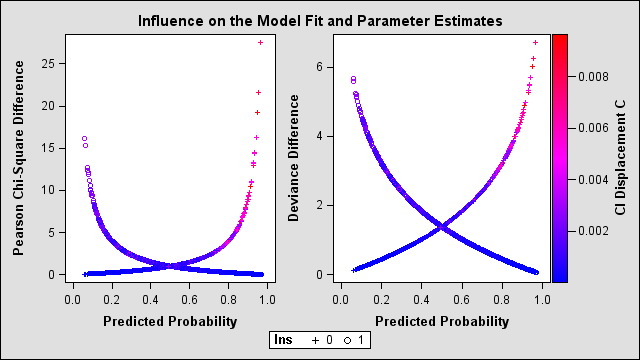 Influence on the Model Fit and Parameter Estimates
Pearson Chi-Square Difference
25
20
15
10
5
0
0.0 0.2 0.4 0.6 0.8 1.0
Predicted Probability
Deviance Difference
6
4
2
0
0.0 0.2 0.4 0.6 0.8 1.0
Predicted Probability
0.008
0.006
0.004
0.002
CI Displacement C
Ins + 0 o 1